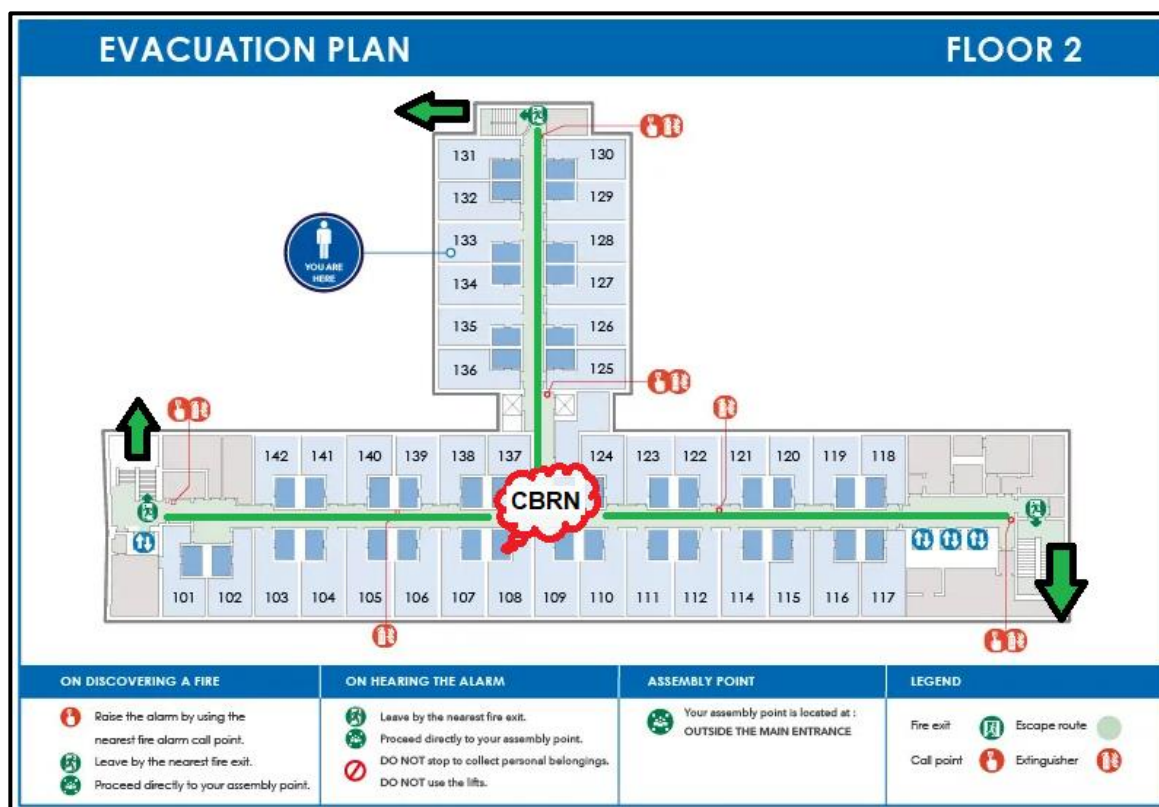 EVACUATION PLAN
FLOOR 2
131
130
132
129
YOU ARE
HERE
133
128
134
127
135
126
136
125
142
141
140
139
138
137
124
123
122
121
120
119
118
CBRN
101
102
103
104
105
106
107
108
109
110
111
112
114
115
116
117
ON DISCOVERING A FIRE
Raise the alarm by using the
nearest fire alarm call point.
Leave by the nearest fire exit.
Proceed directly to your assembly point.
ON HEARING THE ALARM
Leave by the nearest fire exit.
Proceed directly to your assembly point.
DO NOT stop to collect personal belongings.
DO NOT use the lifts.
ASSEMBLY POINT
Your assembly point is located at :
OUTSIDE THE MAIN ENTRANCE
LEGEND
Fire exit
Escape route
Call point
Extinguisher